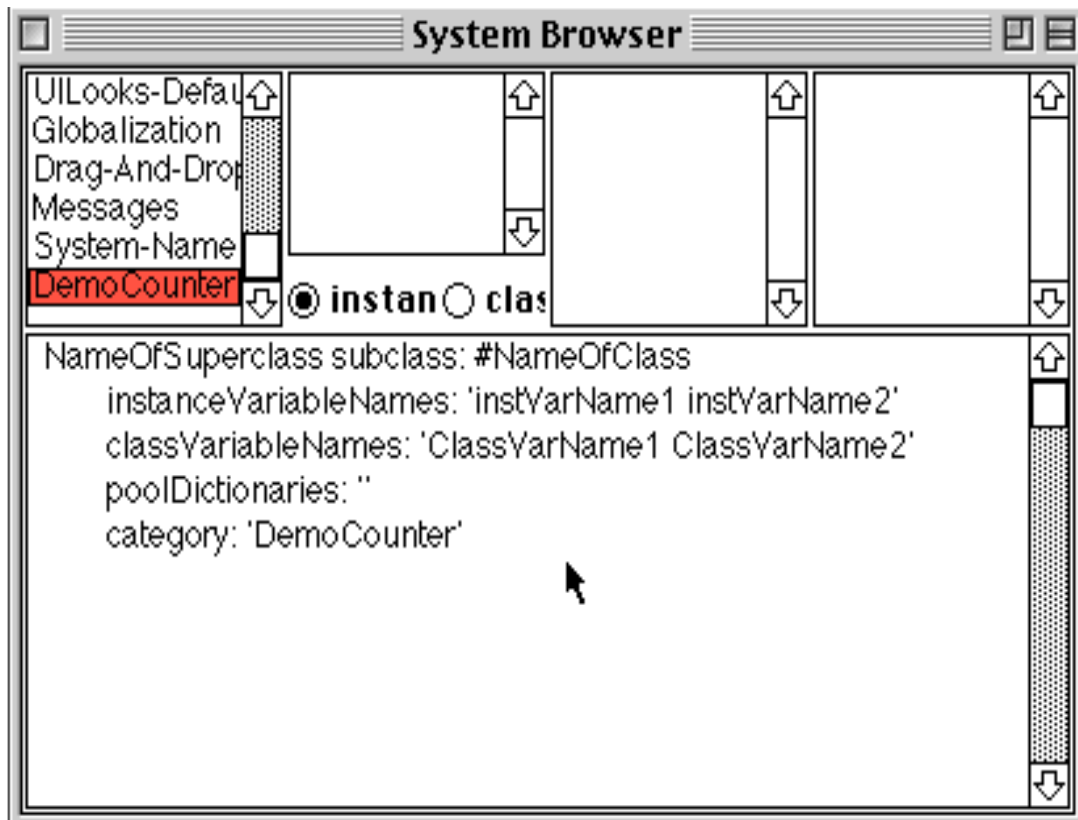 System Browser
UILooks-Defau
Globalization
Drag-And-Drop
Messages
System-Name
DemoCounter
instan clas
NameOfSuperclass subclass: #NameOfClass
instanceVariableNames: 'instVarName1 instVarName2'
classVariableNames: 'ClassVarName1 ClassVarName2'
poolDictionaries: ''
category: 'DemoCounter'